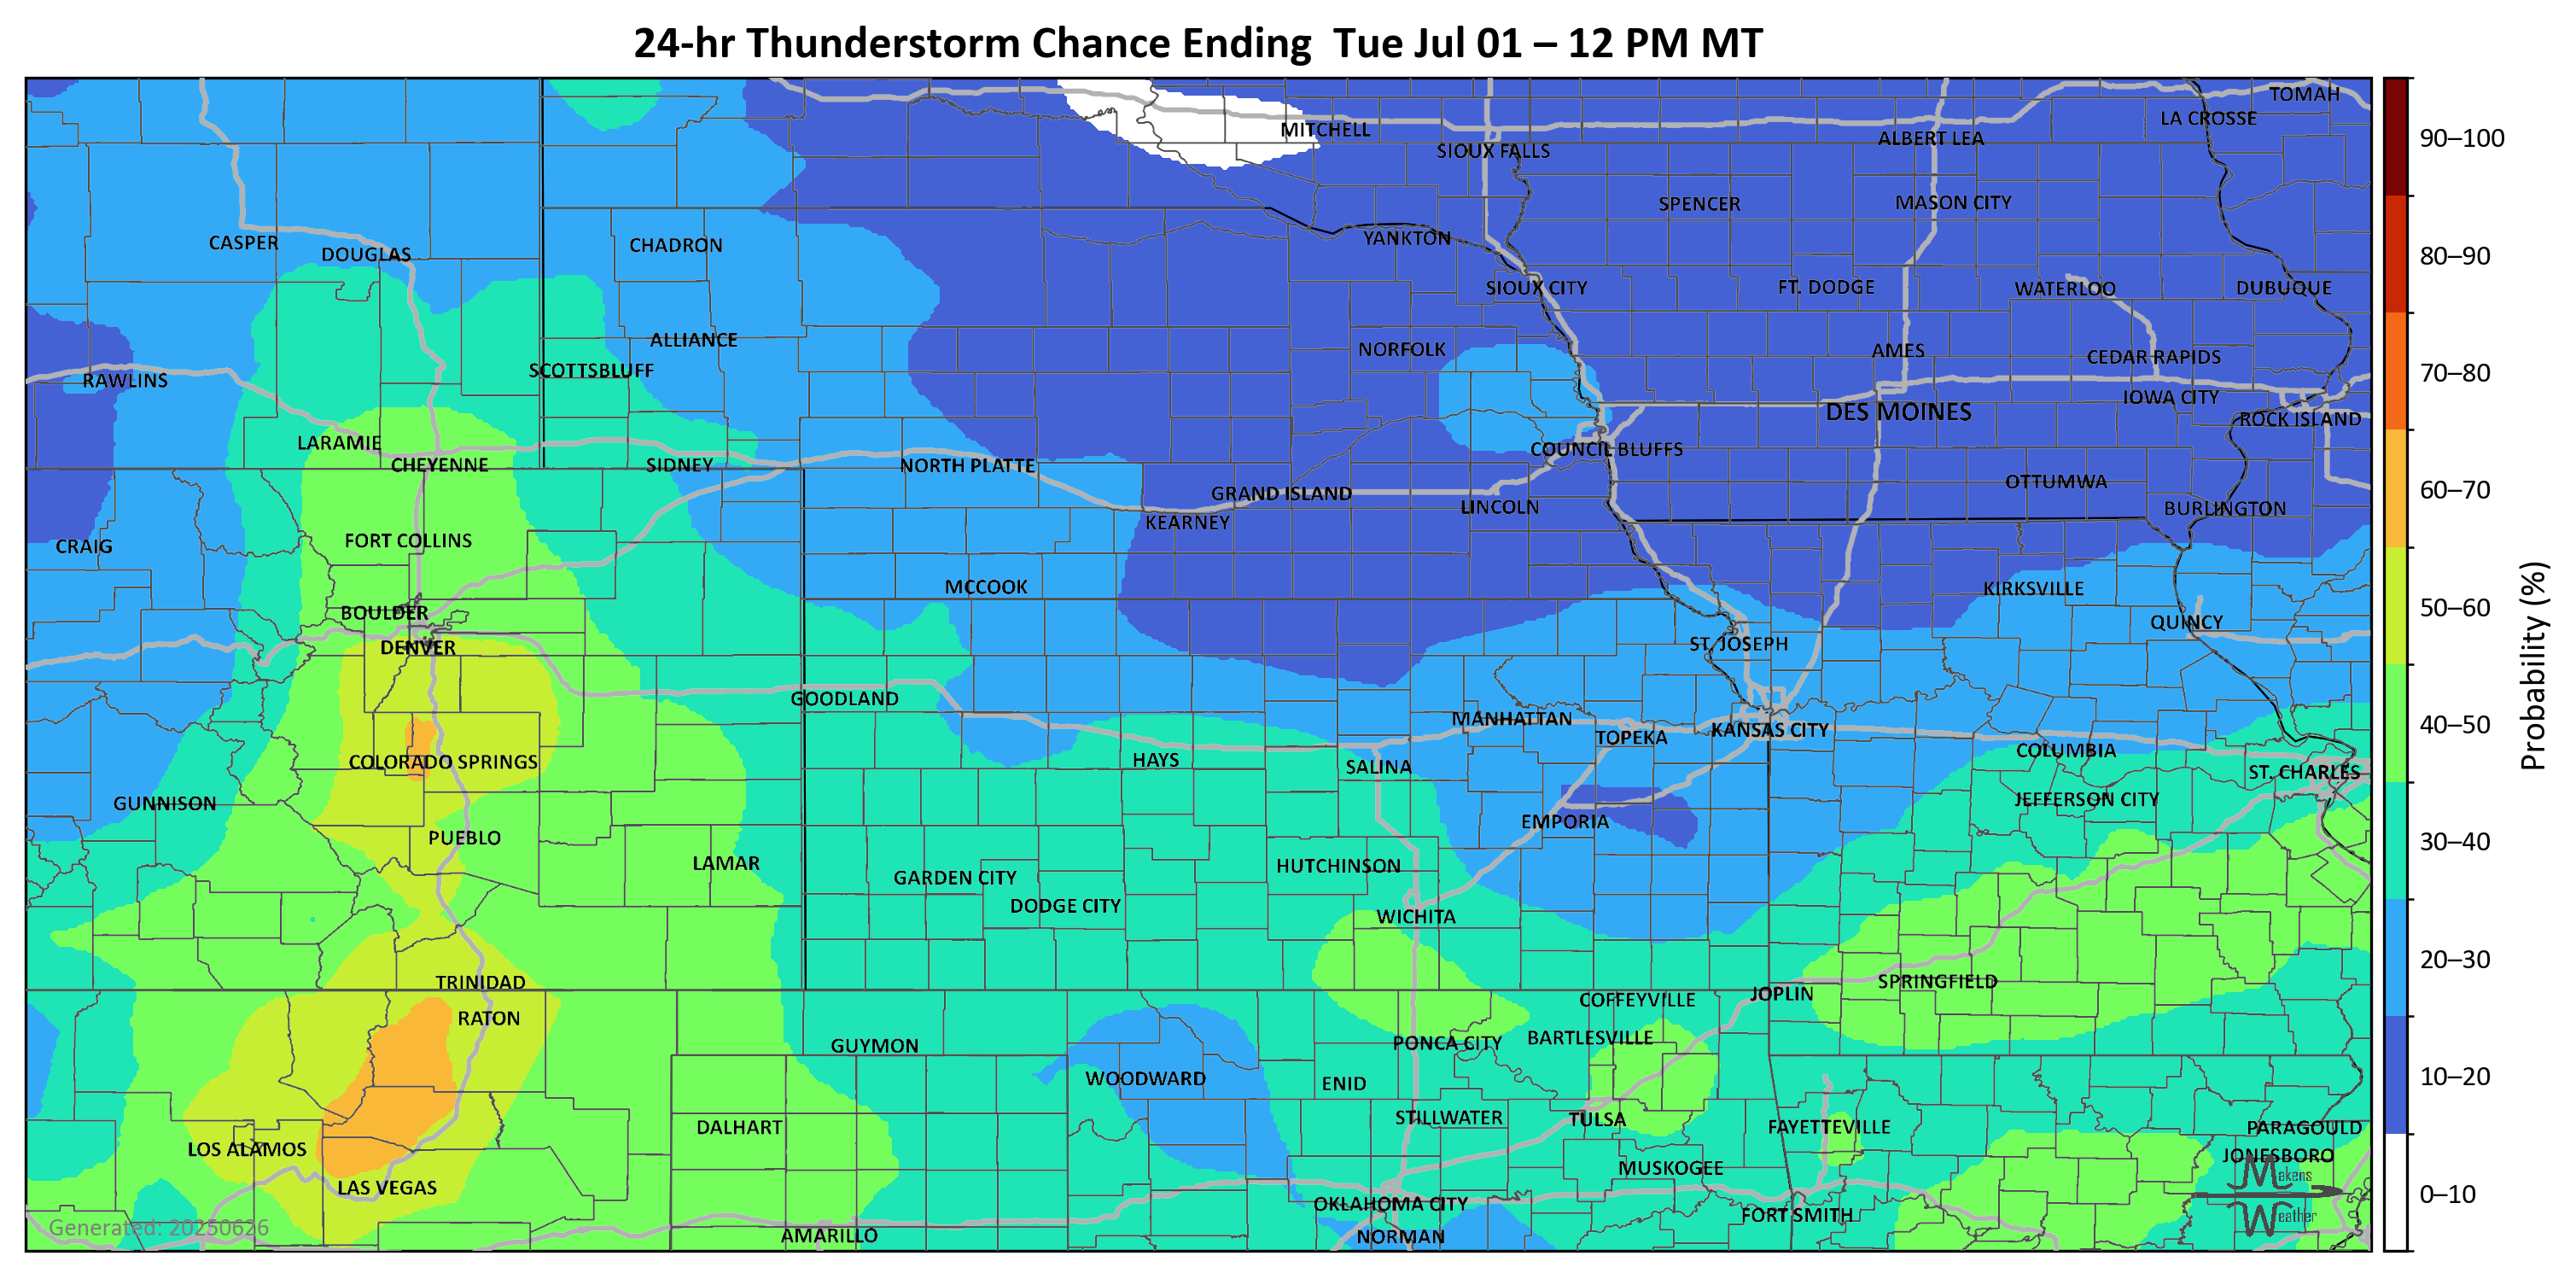 24-hr Thunderstorm Chance Ending  Tue Jul 01 – 12 PM MT
TOMAH
LA CROSSE
MITCHELL
ALBERT LEA
SIOUX FALLS
SPENCER
MASON CITY
CASPER
DOUGLAS
CHADRON
YANKTON
SIOUX CITY
FT. DODGE
WATERLOO
DUBUQUE
ALLIANCE
NORFOLK
AMES
CEDAR RAPIDS
RAWLINS
SCOTTSBLUFF
IOWA CITY
DES MOINES
ROCK ISLAND
LARAMIE
COUNCIL BLUFFS
CHEYENNE
SIDNEY
NORTH PLATTE
OTTUMWA
GRAND ISLAND
LINCOLN
BURLINGTON
KEARNEY
CRAIG
FORT COLLINS
MCCOOK
KIRKSVILLE
BOULDER
QUINCY
DENVER
ST. JOSEPH
GOODLAND
MANHATTAN
KANSAS CITY
TOPEKA
COLUMBIA
COLORADO SPRINGS
HAYS
SALINA
ST. CHARLES
GUNNISON
JEFFERSON CITY
EMPORIA
PUEBLO
LAMAR
HUTCHINSON
GARDEN CITY
DODGE CITY
WICHITA
TRINIDAD
SPRINGFIELD
JOPLIN
COFFEYVILLE
RATON
BARTLESVILLE
GUYMON
PONCA CITY
WOODWARD
ENID
STILLWATER
TULSA
DALHART
FAYETTEVILLE
PARAGOULD
LOS ALAMOS
JONESBORO
MUSKOGEE
LAS VEGAS
OKLAHOMA CITY
FORT SMITH
AMARILLO
NORMAN
Generated: 20250626
Mekens
Weather
90–100
80–90
70–80
60–70
50–60
40–50
30–40
20–30
10–20
0–10
Probability (%)